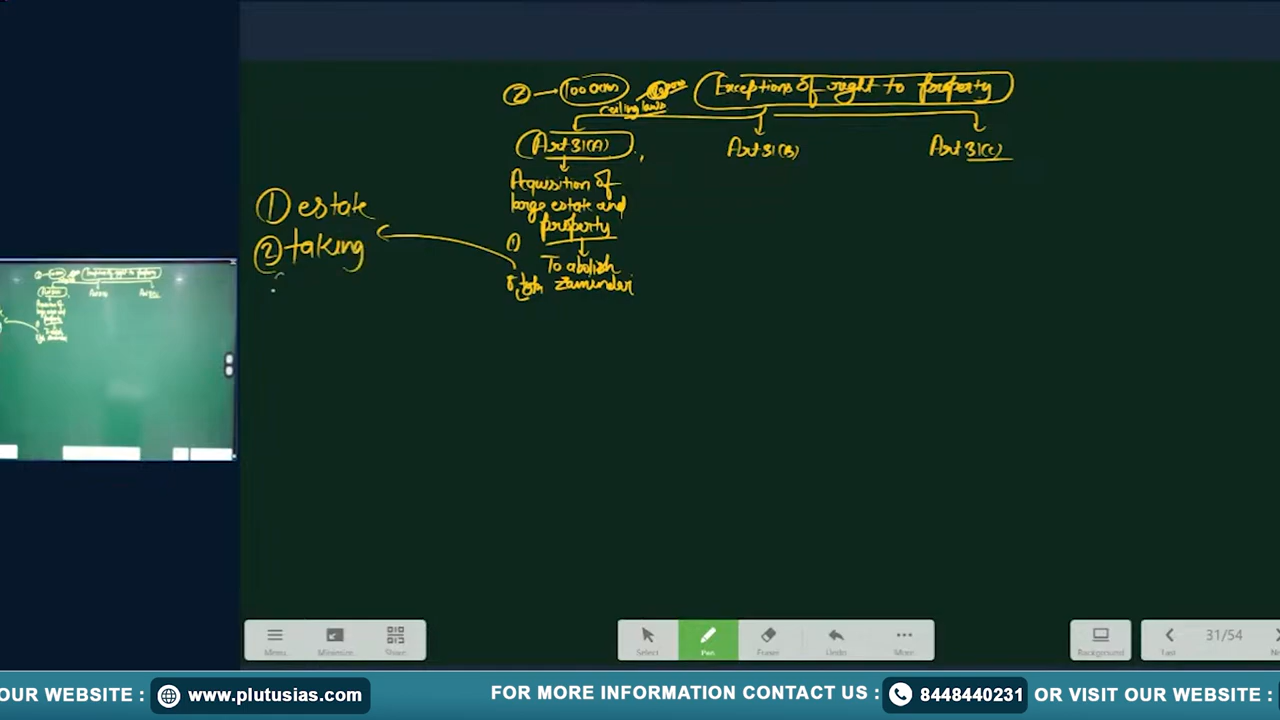 ② → 1000 acres
Exceptions of right to property
ceiling laws
Art 31(A)
Art 31(B)
Art 31(C)
Acquisition of
large estate and
property
①
To abolish
Zamindar
① estate
② taking
Menu
Minimize
Share
Select
Pen
Eraser
Undo
More
Background
Last
31/54
OUR WEBSITE : www.plutusias.com FOR MORE INFORMATION CONTACT US : 8448440231 OR VISIT OUR WEBSITE :